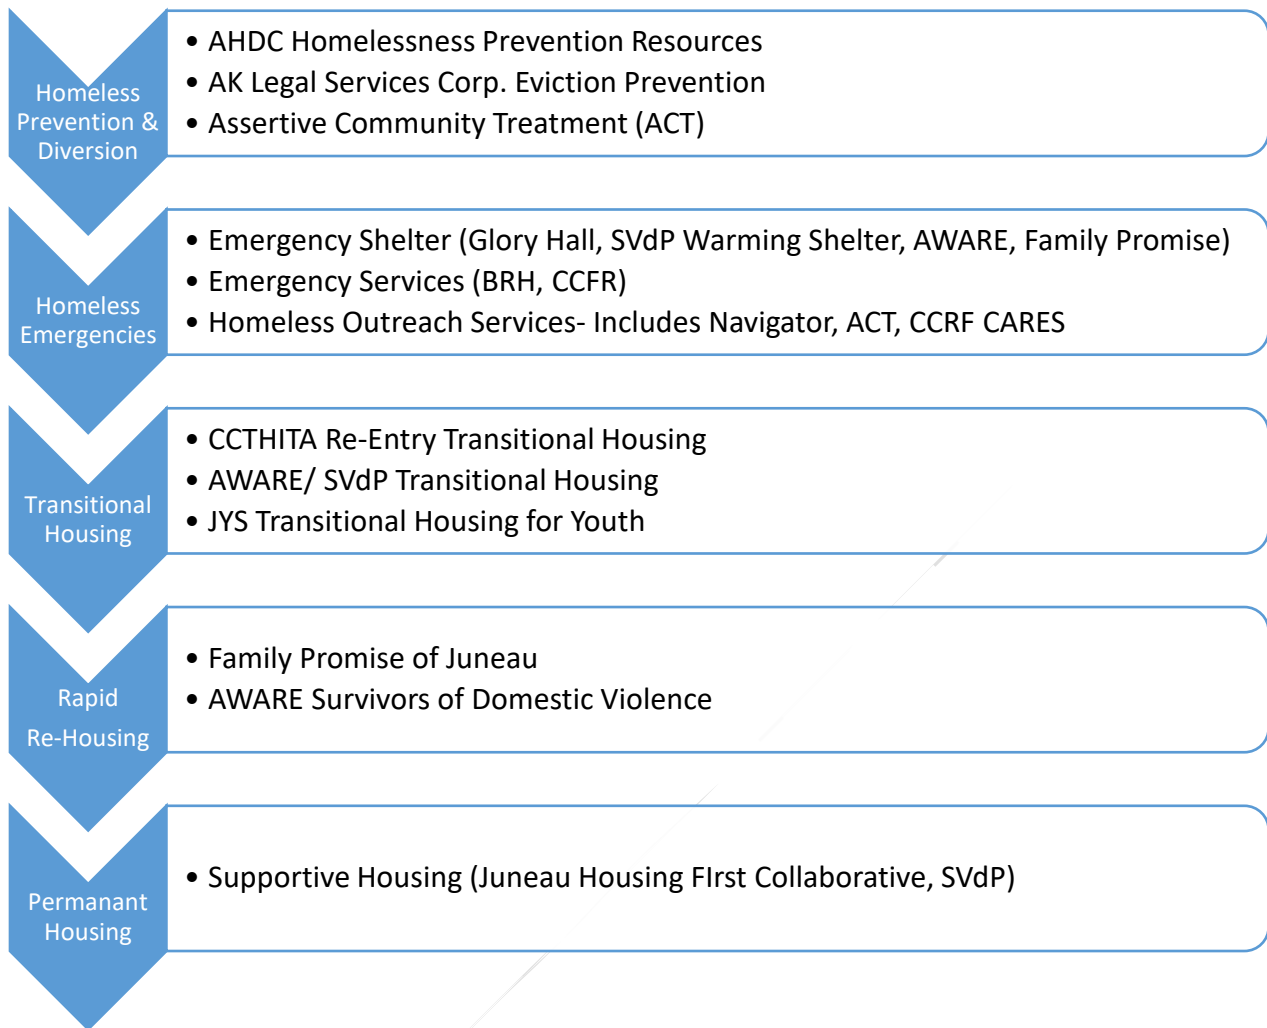 Homeless
Prevention &
Diversion
• AHDC Homelessness Prevention Resources
• AK Legal Services Corp. Eviction Prevention
• Assertive Community Treatment (ACT)
Homeless
Emergencies
• Emergency Shelter (Glory Hall, SVdP Warming Shelter, AWARE, Family Promise)
• Emergency Services (BRH, CCFR)
• Homeless Outreach Services- Includes Navigator, ACT, CCRF CARES
Transitional
Housing
• CCTHITA Re-Entry Transitional Housing
• AWARE/ SVdP Transitional Housing
• JYS Transitional Housing for Youth
Rapid
Re-Housing
• Family Promise of Juneau
• AWARE Survivors of Domestic Violence
Permanant
Housing
• Supportive Housing (Juneau Housing FIrst Collaborative, SVdP)